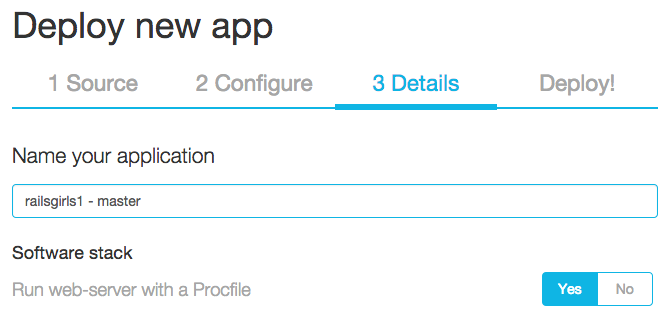 Deploy new app
1 Source 2 Configure 3 Details Deploy!
Name your application
railsgirls1 - master
Software stack
Run web-server with a Procfile Yes No